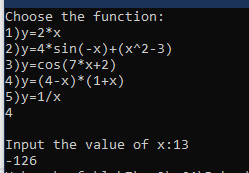 Choose the function:
1)y=2*x
2)y=4*sin(-x)+(x^2-3)
3)y=cos(7*x+2)
4)y=(4-x)*(1+x)
5)y=1/x
4
Input the value of x:13
-126